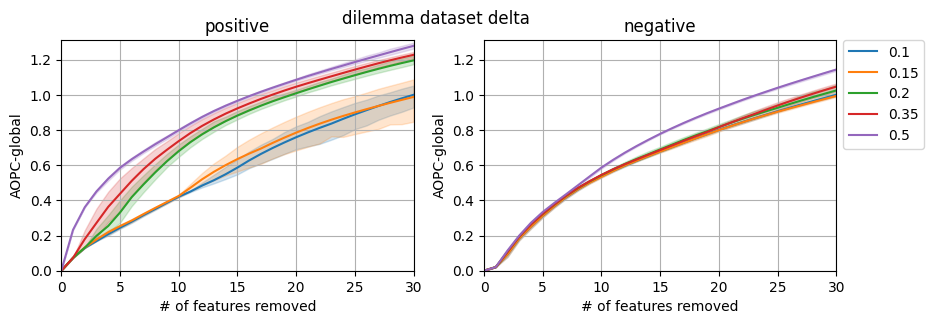 dilemma dataset delta
positive
negative
AOPC-global
1.2
1.0
0.8
0.6
0.4
0.2
0.0
0 5 10 15 20 25 30
# of features removed
AOPC-global
1.2
1.0
0.8
0.6
0.4
0.2
0.0
0 5 10 15 20 25 30
# of features removed
0.1
0.15
0.2
0.35
0.5